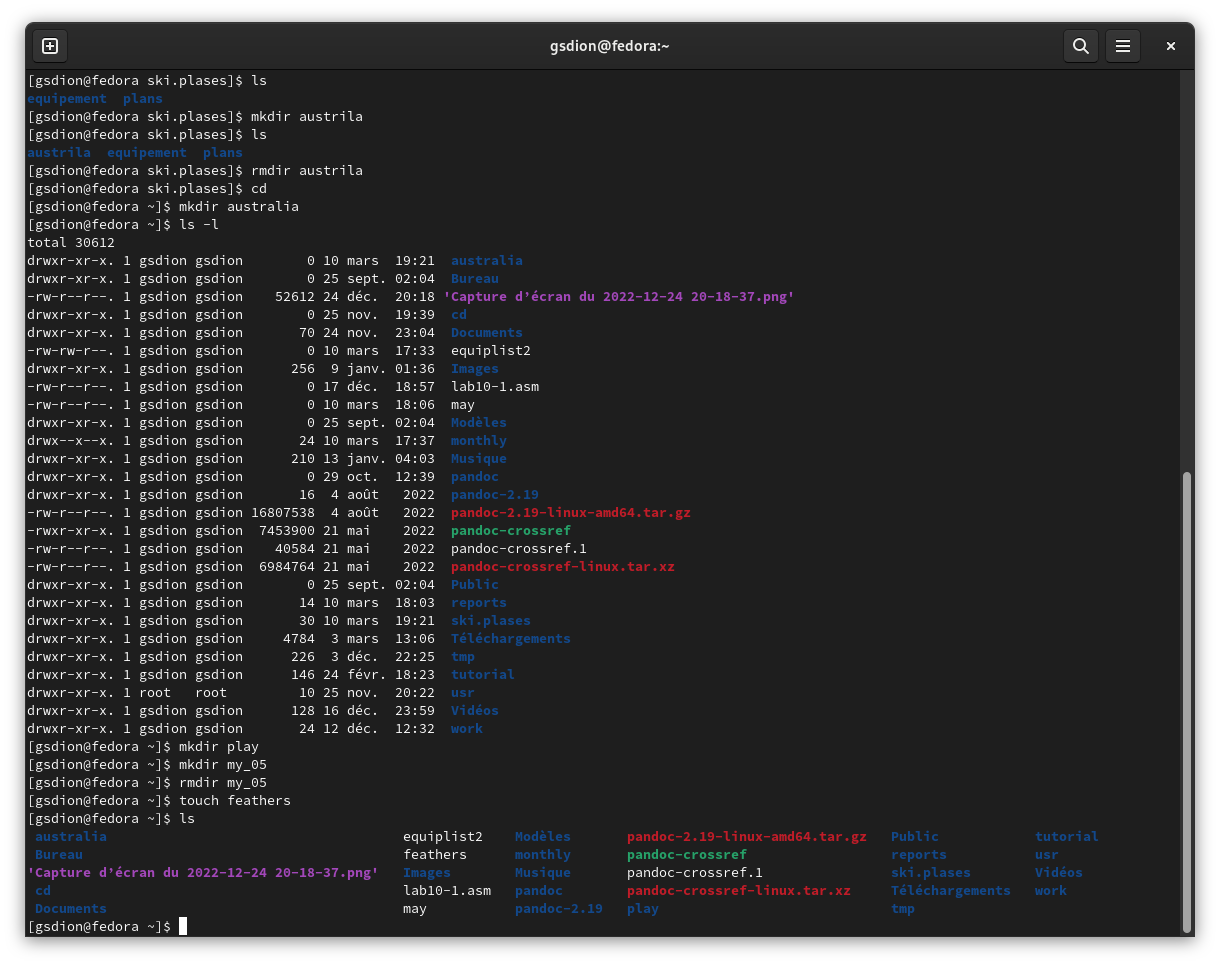 gsdion@fedora:~
[gsdion@fedora ski.plases]$ ls
equipement  plans
[gsdion@fedora ski.plases]$ mkdir austrila
[gsdion@fedora ski.plases]$ ls
austrila  equipement  plans
[gsdion@fedora ski.plases]$ rmdir austrila
[gsdion@fedora ski.plases]$ cd
[gsdion@fedora ~]$ mkdir australia
[gsdion@fedora ~]$ ls -l
total 30612
drwxr-xr-x. 1 gsdion gsdion        0 10 mars  19:21  australia
drwxr-xr-x. 1 gsdion gsdion        0 25 sept. 02:04  Bureau
-rw-r--r--. 1 gsdion gsdion    52612 24 déc.  20:18 'Capture d’écran du 2022-12-24 20-18-37.png'
drwxr-xr-x. 1 gsdion gsdion        0 25 nov.  19:39  cd
drwxr-xr-x. 1 gsdion gsdion       70 24 nov.  23:04  Documents
-rw-rw-r--. 1 gsdion gsdion        0 10 mars  17:33  equiplist2
drwxr-xr-x. 1 gsdion gsdion      256  9 janv. 01:36  Images
-rw-r--r--. 1 gsdion gsdion        0 17 déc.  18:57  lab10-1.asm
-rw-r--r--. 1 gsdion gsdion        0 10 mars  18:06  may
drwxr-xr-x. 1 gsdion gsdion        0 25 sept. 02:04  Modèles
drwx--x--x. 1 gsdion gsdion       24 10 mars  17:37  monthly
drwxr-xr-x. 1 gsdion gsdion      210 13 janv. 04:03  Musique
drwxr-xr-x. 1 gsdion gsdion        0 29 oct.  12:39  pandoc
drwxr-xr-x. 1 gsdion gsdion       16  4 août   2022  pandoc-2.19
-rw-r--r--. 1 gsdion gsdion 16807538  4 août   2022  pandoc-2.19-linux-amd64.tar.gz
-rwxr-xr-x. 1 gsdion gsdion  7453900 21 mai    2022  pandoc-crossref
-rw-r--r--. 1 gsdion gsdion    40584 21 mai    2022  pandoc-crossref.1
-rw-r--r--. 1 gsdion gsdion  6984764 21 mai    2022  pandoc-crossref-linux.tar.xz
drwxr-xr-x. 1 gsdion gsdion        0 25 sept. 02:04  Public
drwxr-xr-x. 1 gsdion gsdion       14 10 mars  18:03  reports
drwxr-xr-x. 1 gsdion gsdion       30 10 mars  19:21  ski.plases
drwxr-xr-x. 1 gsdion gsdion     4784  3 mars  13:06  Téléchargements
drwxr-xr-x. 1 gsdion gsdion      226  3 déc.  22:25  tmp
drwxr-xr-x. 1 gsdion gsdion      146 24 févr. 18:23  tutorial
drwxr-xr-x. 1 root   root         10 25 nov.  20:22  usr
drwxr-xr-x. 1 gsdion gsdion      128 16 déc.  23:59  Vidéos
drwxr-xr-x. 1 gsdion gsdion       24 12 déc.  12:32  work
[gsdion@fedora ~]$ mkdir play
[gsdion@fedora ~]$ mkdir my_05
[gsdion@fedora ~]$ rmdir my_05
[gsdion@fedora ~]$ touch feathers
[gsdion@fedora ~]$ ls
australia  equiplist2  Modèles  pandoc-2.19-linux-amd64.tar.gz  Public  tutorial
Bureau  feathers  monthly  pandoc-crossref  reports  usr
'Capture d’écran du 2022-12-24 20-18-37.png'  Images  Musique  pandoc-crossref.1  ski.plases  Vidéos
cd  lab10-1.asm  pandoc  pandoc-crossref-linux.tar.xz  Téléchargements  work
Documents  may  pandoc-2.19  play  tmp
[gsdion@fedora ~]$